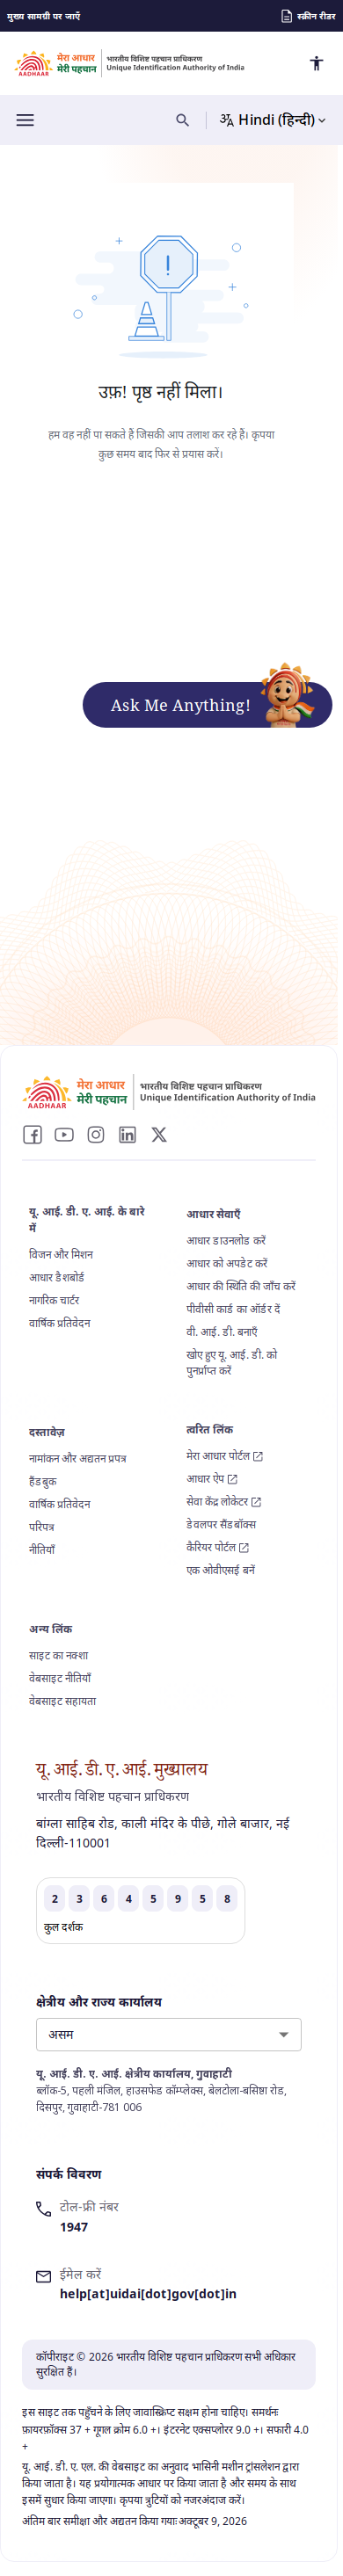 मुख्य सामग्री पर जाएँ
स्क्रीन रीडर
AADHAAR
मेरा आधार
मेरी पहचान
भारतीय विशिष्ट पहचान प्राधिकरण
Unique Identification Authority of India
Hindi (हिन्दी)
उफ़! पृष्ठ नहीं मिला।
हम वह नहीं पा सकते हैं जिसकी आप तलाश कर रहे हैं। कृपया
कुछ समय बाद फिर से प्रयास करें।
Ask Me Anything!
AADHAAR
मेरा आधार
मेरी पहचान
भारतीय विशिष्ट पहचान प्राधिकरण
Unique Identification Authority of India
यू. आई. डी. ए. आई. के बारे
में
विजन और मिशन
आधार डैशबोर्ड
नागरिक चार्टर
वार्षिक प्रतिवेदन
आधार सेवाएँ
आधार डाउनलोड करें
आधार को अपडेट करें
आधार की स्थिति की जाँच करें
पीवीसी कार्ड का ऑर्डर दें
वी. आई. डी. बनाएँ
खोए हुए यू. आई. डी. को
पुनर्प्राप्त करें
दस्तावेज़
नामांकन और अद्यतन प्रपत्र
हैंडबुक
वार्षिक प्रतिवेदन
परिपत्र
नीतियाँ
त्वरित लिंक
मेरा आधार पोर्टल
आधार ऐप
सेवा केंद्र लोकेटर
डेवलपर सैंडबॉक्स
कैरियर पोर्टल
एक ओवीएसई बनें
अन्य लिंक
साइट का नक्शा
वेबसाइट नीतियाँ
वेबसाइट सहायता
यू. आई. डी. ए. आई. मुख्यालय
भारतीय विशिष्ट पहचान प्राधिकरण
बांग्ला साहिब रोड, काली मंदिर के पीछे, गोले बाजार, नई
दिल्ली-110001
2 3 6 4 5 9 5 8
कुल दर्शक
क्षेत्रीय और राज्य कार्यालय
असम
यू. आई. डी. ए. आई. क्षेत्रीय कार्यालय, गुवाहाटी
ब्लॉक-5, पहली मंजिल, हाउसफेड कॉम्प्लेक्स, बेलटोला-बसिष्ठा रोड,
दिसपुर, गुवाहाटी-781 006
संपर्क विवरण
टोल-फ्री नंबर
1947
ईमेल करें
help[at]uidai[dot]gov[dot]in
कॉपीराइट © 2026 भारतीय विशिष्ट पहचान प्राधिकरण सभी अधिकार
सुरक्षित हैं।
इस साइट तक पहुँचने के लिए जावास्क्रिप्ट सक्षम होना चाहिए। समर्थनः
फ़ायरफ़ॉक्स 37 + गूगल क्रोम 6.0 +। इंटरनेट एक्सप्लोरर 9.0 +। सफारी 4.0
+
यू. आई. डी. ए. एल. की वेबसाइट का अनुवाद भासिनी मशीन ट्रांसलेशन द्वारा
किया जाता है। यह प्रयोगात्मक आधार पर किया जाता है और समय के साथ
इसमें सुधार किया जाएगा। कृपया त्रुटियों को नजरअंदाज करें।
अंतिम बार समीक्षा और अद्यतन किया गयाः अक्टूबर 9, 2026